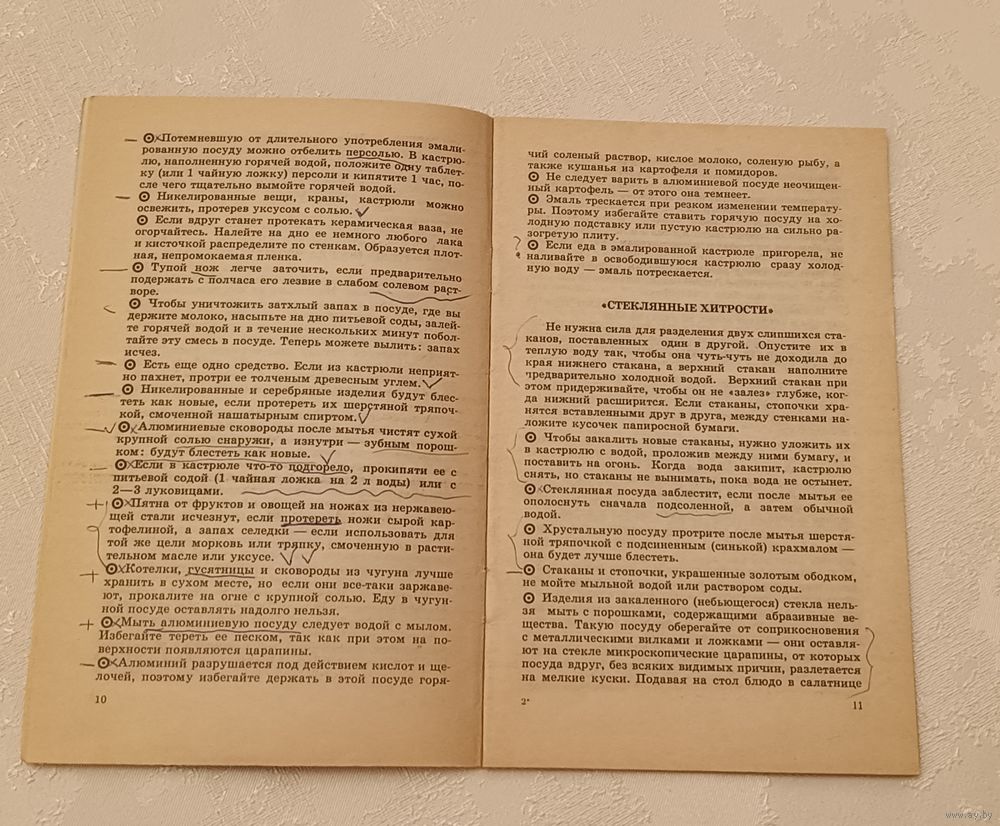 ⊙ Потемневшую от длительного употребления эмали-
рованную посуду можно отбелить персолью. В кастрю-
лю, наполненную горячей водой, положите одну таблет-
ку (или 1 чайную ложку) персоли и кипятите 1 час, по-
сле чего тщательно вымойте горячей водой.
⊙ Никелированные вещи, краны, кастрюли можно
освежить, протерев уксусом с солью.
⊙ Если вдруг станет протекать керамическая ваза, не
огорчайтесь. Налейте на дно ее немного любого лака
и кисточкой распределите по стенкам. Образуется плот-
ная, непромокаемая пленка.
⊙ Тупой нож легче заточить, если предварительно
подержать с полчаса его лезвие в слабом солевом раст-
воре.
⊙ Чтобы уничтожить затхлый запах в посуде, где вы
держите молоко, насыпьте на дно питьевой соды, залей-
те горячей водой и в течение нескольких минут побол-
тайте эту смесь в посуде. Теперь можете вылить: запах
исчез.
⊙ Есть еще одно средство. Если из кастрюли неприят-
но пахнет, протри ее толченым древесным углем.
⊙ Никелированные и серебряные изделия будут блес-
теть как новые, если протереть их шерстяной тряпоч-
кой, смоченной нашатырным спиртом.
⊙ Алюминиевые сковороды после мытья чистят сухой
крупной солью снаружи, а изнутри — зубным порош-
ком: будут блестеть как новые.
⊙ Если в кастрюле что-то подгорело, прокипяти ее с
питьевой содой (1 чайная ложка на 2 л воды) или с
2—3 луковицами.
⊙ Пятна от фруктов и овощей на ножах из нержавею-
щей стали исчезнут, если протереть ножи сырой кар-
тофелиной, а запах селедки — если использовать для
той же цели морковь или тряпку, смоченную в расти-
тельном масле или уксусе.
⊙ Котелки, гусятницы и сковороды из чугуна лучше
хранить в сухом месте, но если они все-таки заржаве-
ют, прокалите на огне с крупной солью. Еду в чугун-
ной посуде оставлять надолго нельзя.
⊙ Мыть алюминиевую посуду следует водой с мылом.
Избегайте тереть ее песком, так как при этом на по-
верхности появляются царапины.
⊙ Алюминий разрушается под действием кислот и ще-
лочей, поэтому избегайте держать в этой посуде горя-
10
чий соленый раствор, кислое молоко, соленую рыбу, а
также кушанья из картофеля и помидоров.
⊙ Не следует варить в алюминиевой посуде неочищен-
ный картофель — от этого она темнеет.
⊙ Эмаль трескается при резком изменении температу-
ры. Поэтому избегайте ставить горячую посуду на хо-
лодную подставку или пустую кастрюлю на сильно ра-
зогретую плиту.
⊙ Если еда в эмалированной кастрюле пригорела, не
наливайте в освободившуюся кастрюлю сразу холод-
ную воду — эмаль потрескается.
«СТЕКЛЯННЫЕ ХИТРОСТИ»
Не нужна сила для разделения двух слипшихся ста-
канов, поставленных один в другой. Опустите их в
теплую воду так, чтобы она чуть-чуть не доходила до
края нижнего стакана, а верхний стакан наполните
предварительно холодной водой. Верхний стакан при
этом придерживайте, чтобы он не «залез» глубже, ког-
да нижний расширится. Если стаканы, стопочки хра-
нятся вставленными друг в друга, между стенками на-
ложите кусочек папиросной бумаги.
⊙ Чтобы закалить новые стаканы, нужно уложить их
в кастрюлю с водой, проложив между ними бумагу, и
поставить на огонь. Когда вода закипит, кастрюлю
снять, но стаканы не вынимать, пока вода не остынет.
⊙ Стеклянная посуда заблестит, если после мытья ее
ополоснуть сначала подсоленной, а затем обычной
водой.
⊙ Хрустальную посуду протрите после мытья шерстя-
ной тряпочкой с подсиненным (синькой) крахмалом —
она будет лучше блестеть.
⊙ Стаканы и стопочки, украшенные золотым ободком,
не мойте мыльной водой или раствором соды.
⊙ Изделия из закаленного (небьющегося) стекла нель-
зя мыть с порошками, содержащими абразивные ве-
щества. Такую посуду оберегайте от соприкосновения
с металлическими вилками и ложками — они оставля-
ют на стекле микроскопические царапины, от которых
посуда вдруг, без всяких видимых причин, разлетается
на мелкие куски. Подавая на стол блюдо в салатнице
2*
11
www.ay.by